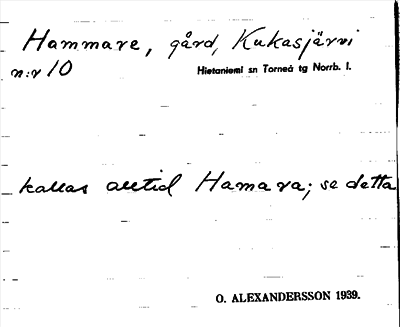 Hammare, gård, Kukasjärvi
n:r 10 Hietaniemi sn Torneå tg Norrb. l.
kallas alltid Hamara; se detta
O. ALEXANDERSSON 1939.